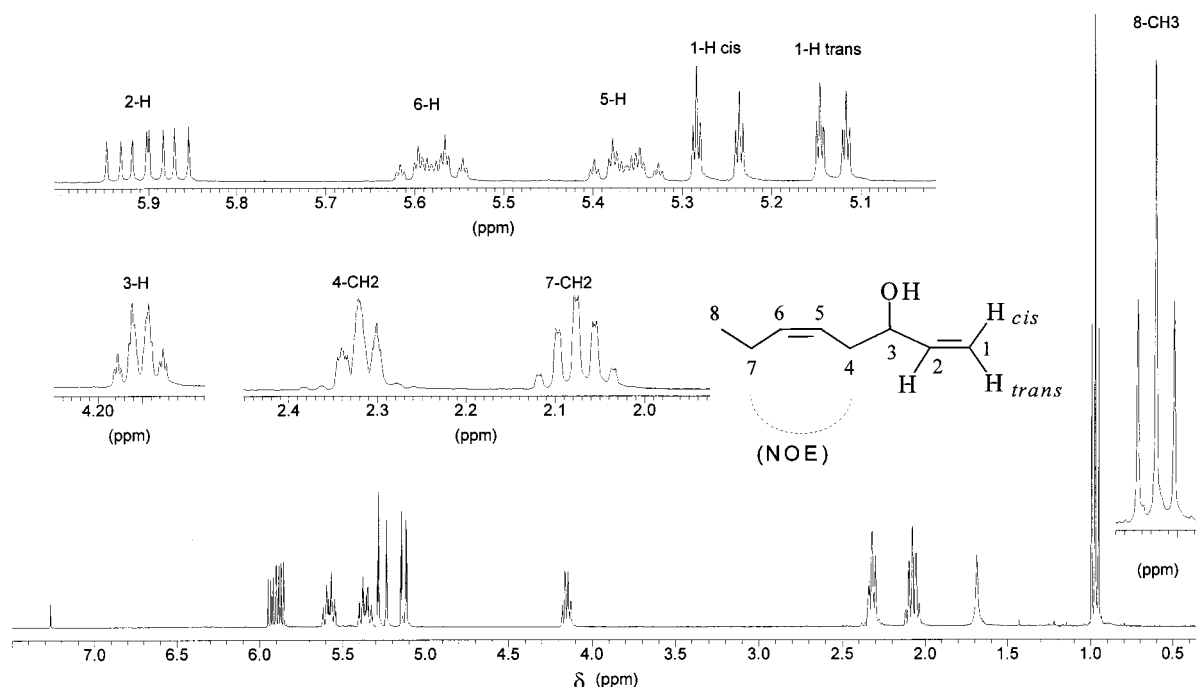 8-CH3
1-H cis
1-H trans
2-H
6-H
5-H
5.9
5.8
5.7
5.6
5.5
5.4
5.3
5.2
5.1
(ppm)
3-H
4-CH2
7-CH2
4.20
(ppm)
2.4
2.3
2.2
2.1
2.0
(ppm)
OH
8
6
5
H cis
3
1
7
4
H
2
H trans
(NOE)
(ppm)
7.0
6.5
6.0
5.5
5.0
4.5
4.0
3.5
3.0
2.5
2.0
1.5
1.0
0.5
δ (ppm)